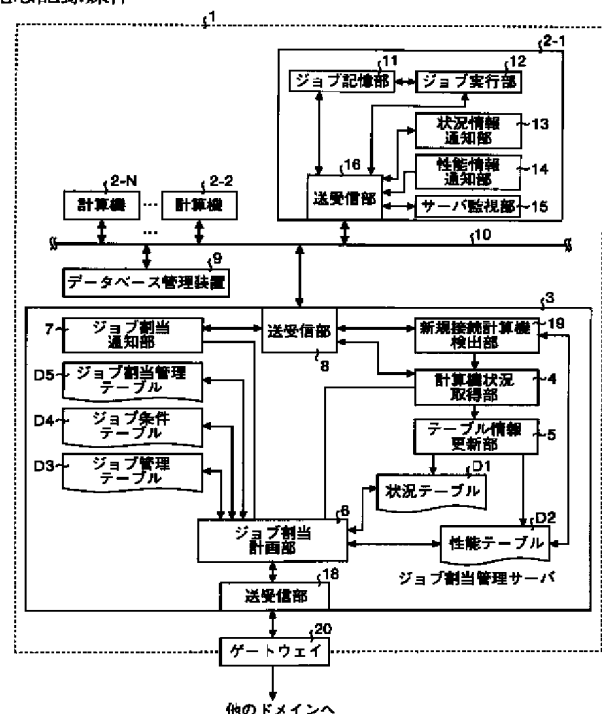 1
2-1
11
12
ジョブ記憶部
ジョブ実行部
状況情報
通知部
13
性能情報
通知部
14
16
送受信部
サーバ監視部
15
2-N
2-2
計算機
…
計算機
…
10
9
データベース管理装置
3
7
ジョブ割当
通知部
送受信部
8
新規接続計算機
検出部
19
D5
ジョブ割当管理
テーブル
計算機状況
取得部
4
D4
ジョブ条件
テーブル
テーブル情報
更新部
5
D3
ジョブ管理
テーブル
D1
状況テーブル
6
ジョブ割当
計画部
D2
性能テーブル
ジョブ割当管理サーバ
18
送受信部
20
ゲートウェイ
他のドメインへ